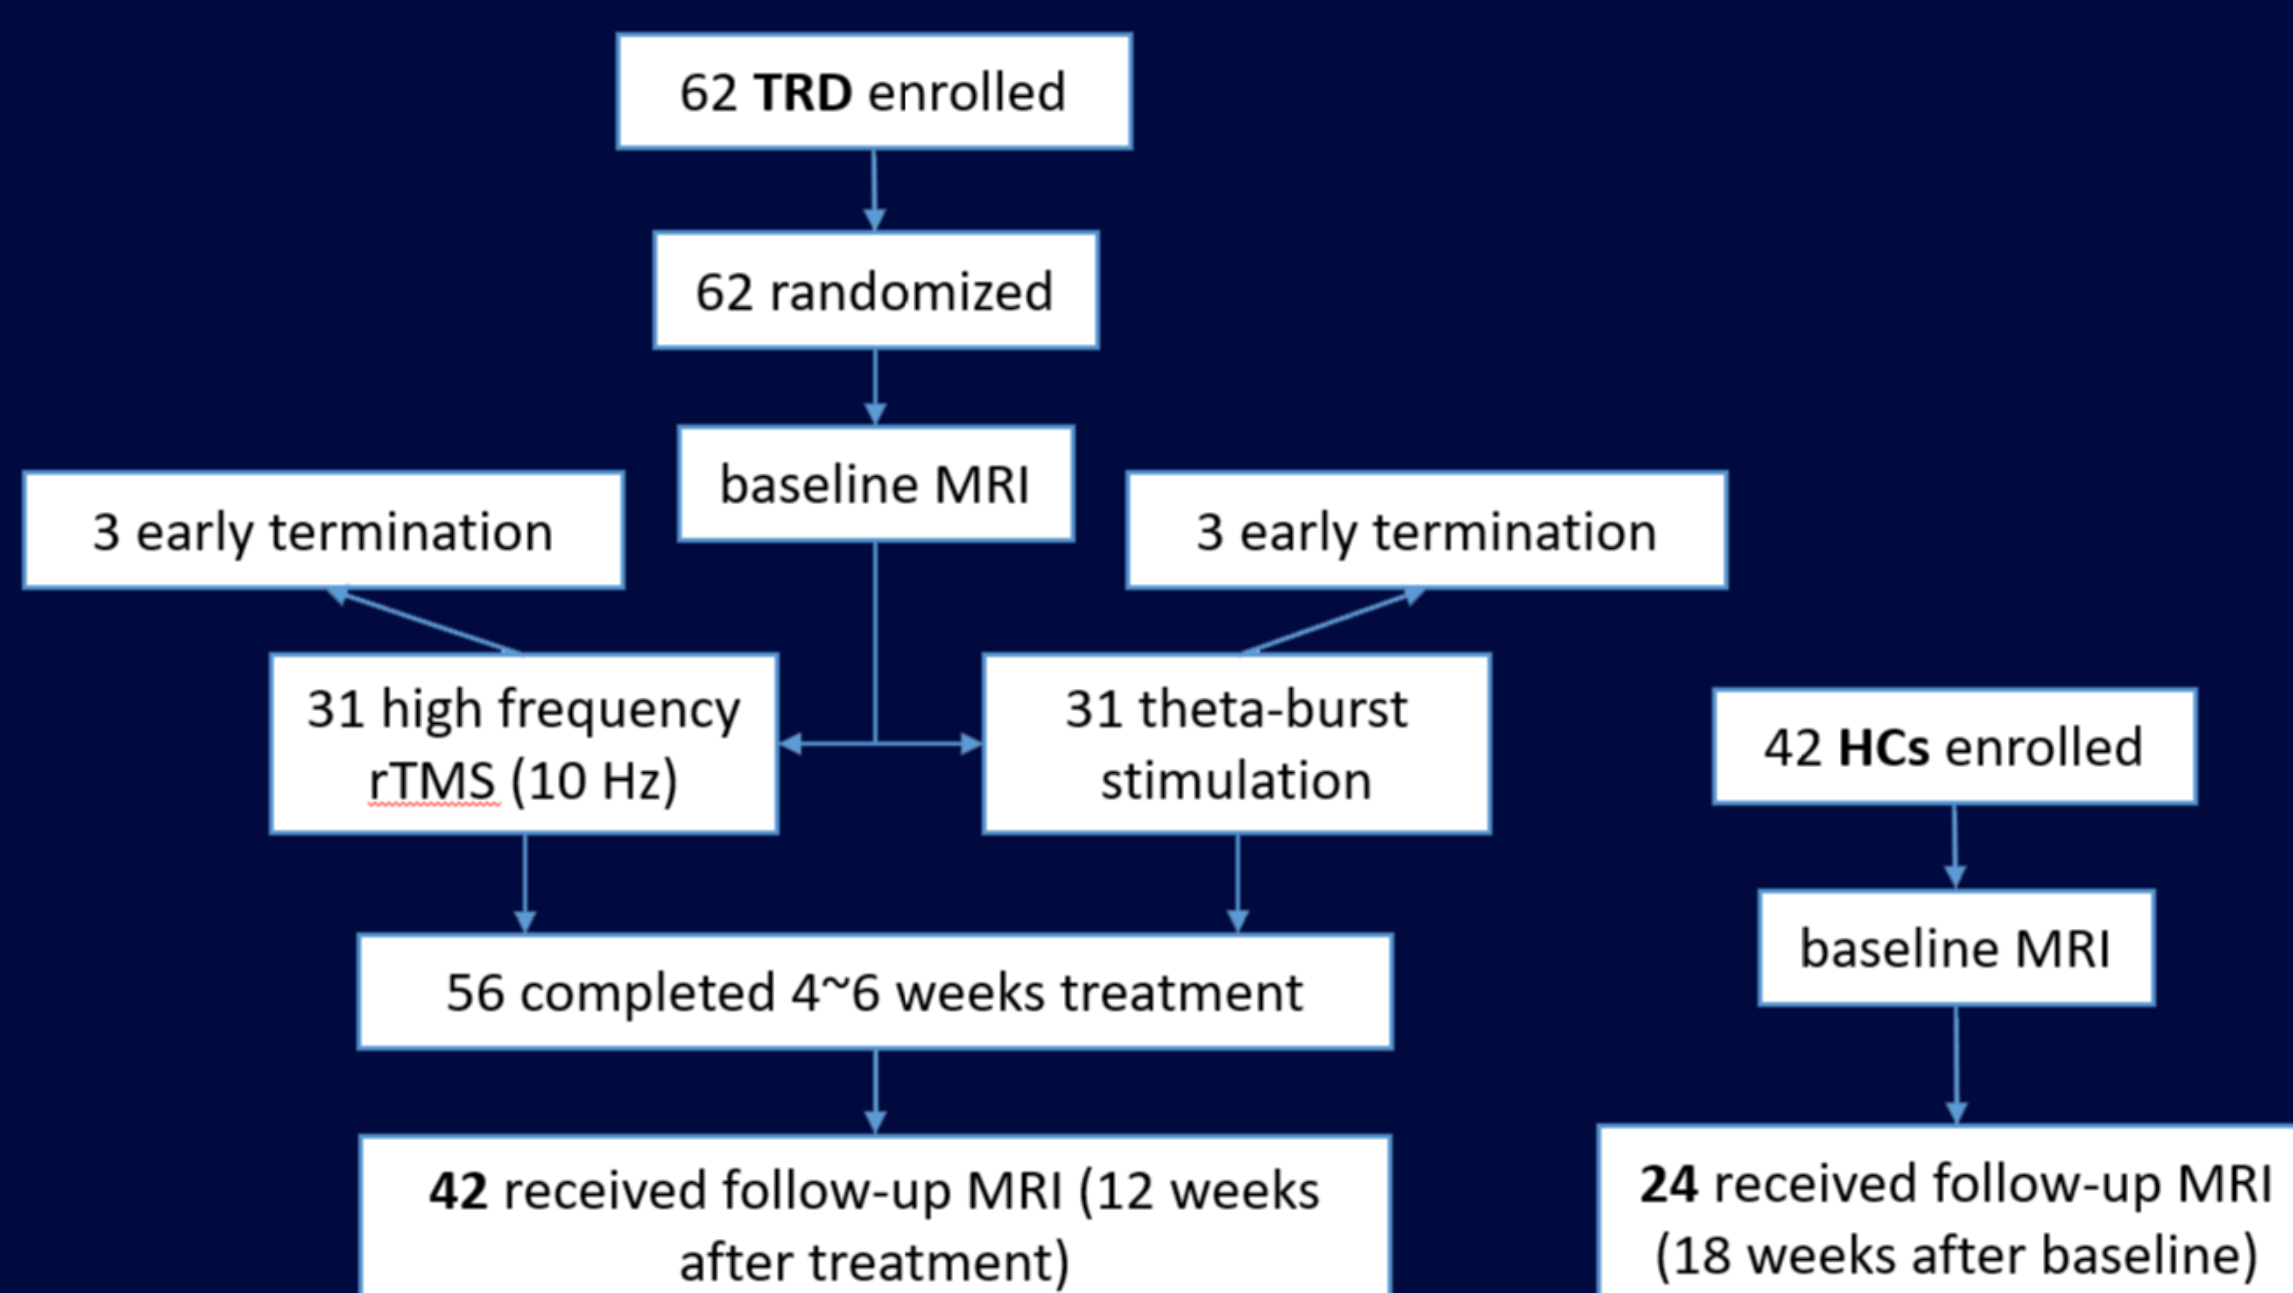 62 TRD enrolled
62 randomized
baseline MRI
3 early termination
3 early termination
31 high frequency
rTMS (10 Hz)
31 theta-burst
stimulation
56 completed 4~6 weeks treatment
42 received follow-up MRI (12 weeks
after treatment)
42 HCs enrolled
baseline MRI
24 received follow-up MRI
(18 weeks after baseline)